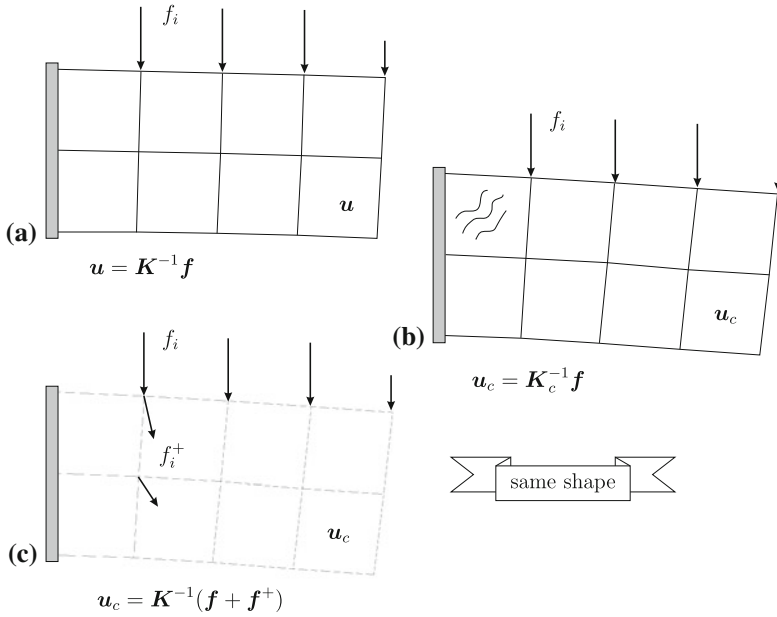 f_i
u
(a)
u = K^{-1} f
f_i
u_c
(b)
u_c = K_c^{-1} f
f_i
f_i^+
u_c
(c)
u_c = K^{-1}(f + f^+)
same shape